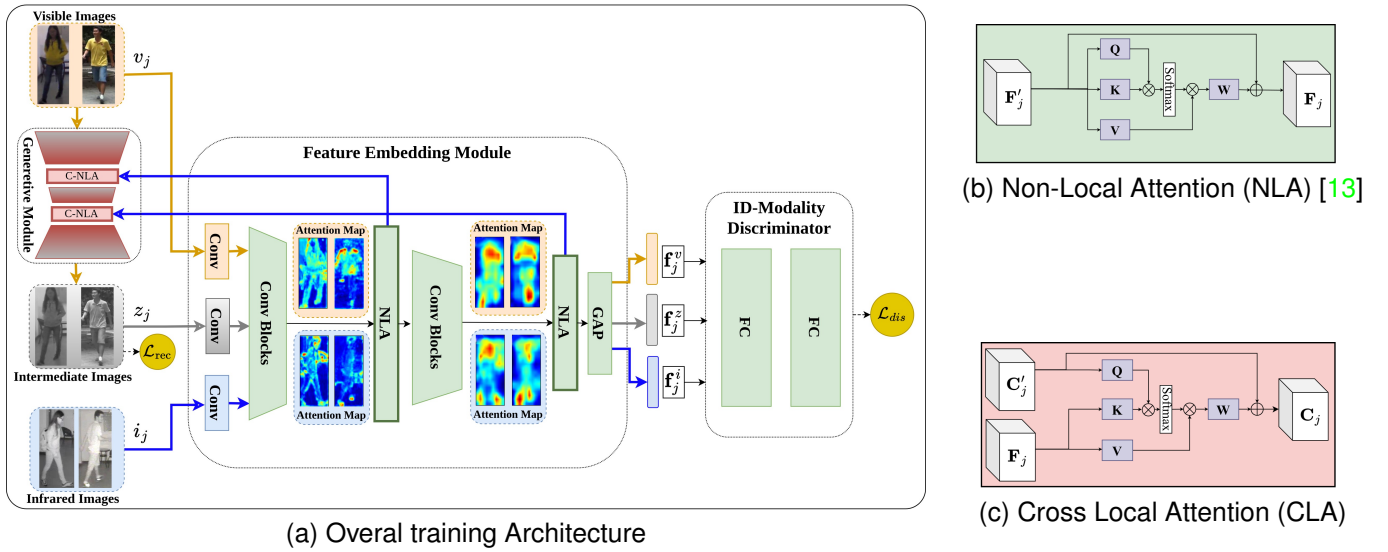 Visible Images
v_j
Generetive Module
C-NLA
C-NLA
z_j
L_rec
Intermediate Images
i_j
Infrared Images
Feature Embedding Module
Conv
Conv
Conv
Conv Blocks
Attention Map
Attention Map
NLA
Conv Blocks
Attention Map
Attention Map
NLA
GAP
f_j^v
f_j^z
f_j^i
ID-Modality
Discriminator
FC
FC
L_dis
(a) Overal training Architecture
F'_j
Q
K
V
Softmax
W
F_j
(b) Non-Local Attention (NLA) [13]
C'_j
F_j
Q
K
V
Softmax
W
C_j
(c) Cross Local Attention (CLA)